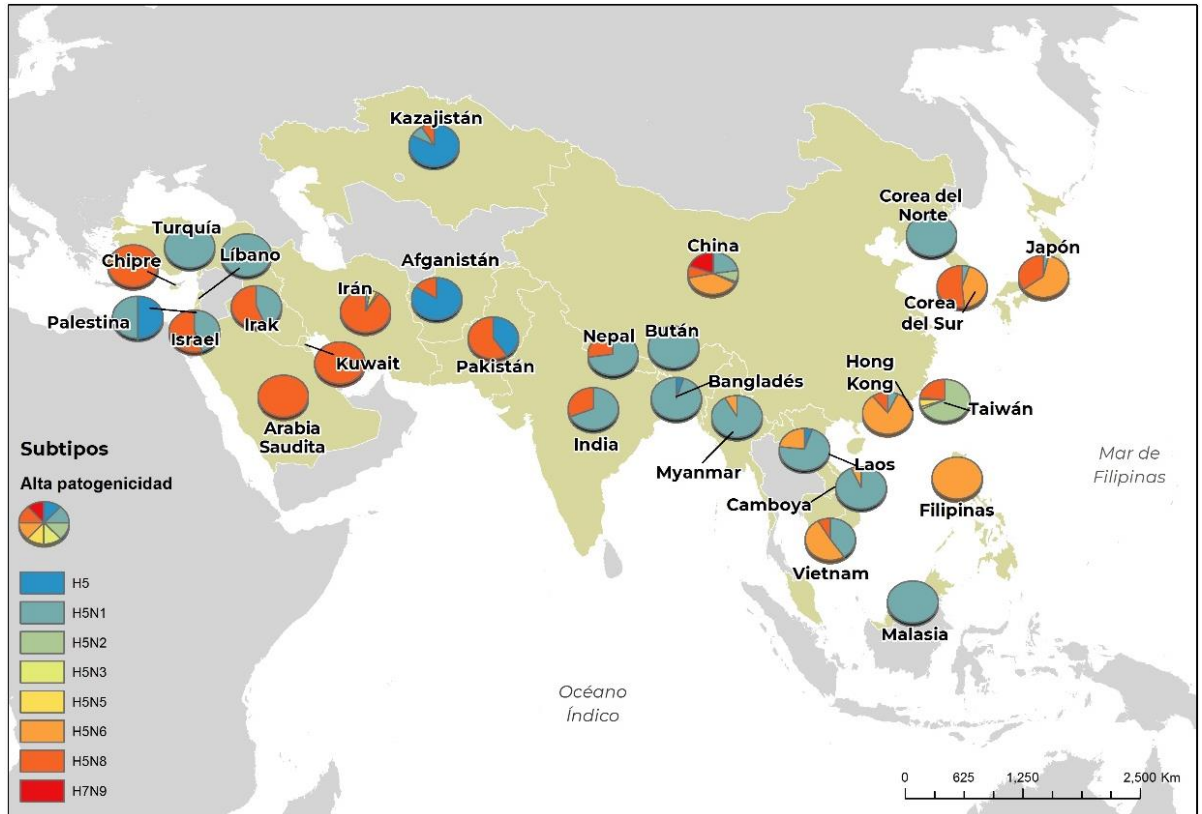 Kazajistán
Corea del
Norte
Turquía
Líbano
China
Japón
Chipre
Afganistán
Irán
Corea
del Sur
Palestina
Israel
Irak
Nepal
Bután
Pakistán
Kuwait
Hong
Kong
Bangladés
Taiwán
Arabia
Saudita
India
Myanmar
Laos
Mar de
Filipinas
Camboya
Filipinas
Vietnam
Malasia
Océano
Índico
Subtipos
Alta patogenicidad
H5
H5N1
H5N2
H5N3
H5N5
H5N6
H5N8
H7N9
0 625 1,250 2,500 Km